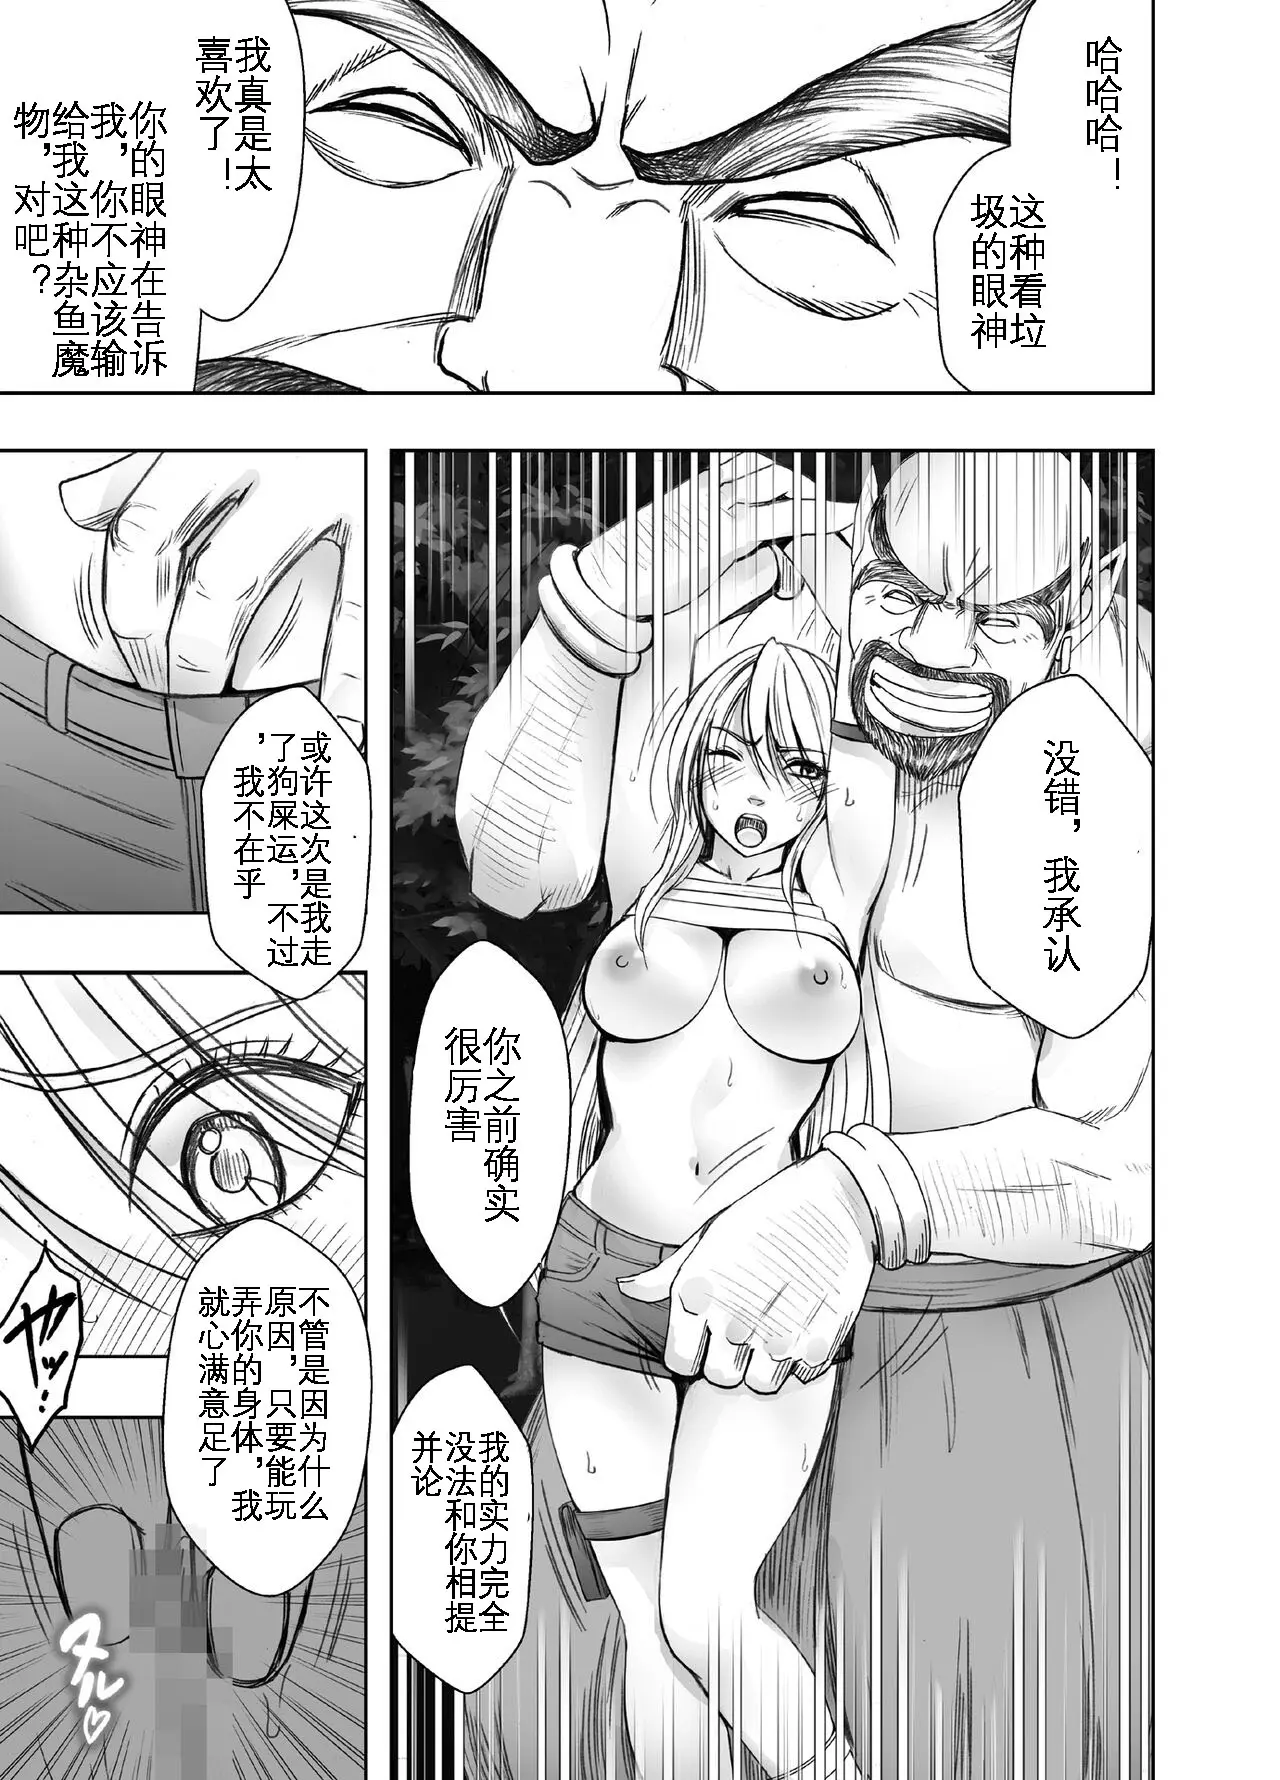 哈哈哈!
这种看垃
圾的眼神
我真是太
喜欢了!
你的眼神在告诉
我,你不应该输
给我这种杂鱼魔
物,对吧?
没错,我承认
你之前确实
很厉害
我的实力完全
没法和你相提
并论
或许这次是我走
了狗屎运,不过
,我不在乎
不管是因为什么
原因,只要能玩
弄你的身体,我
就心满意足了
ヌル♡